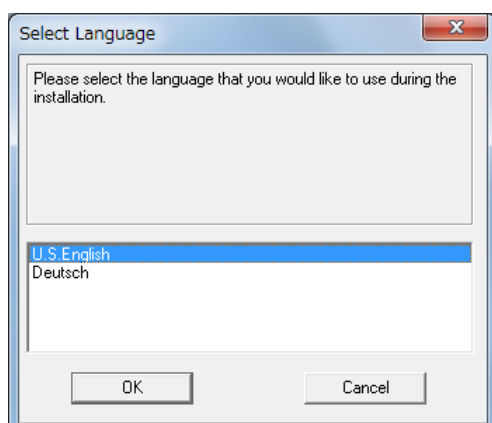 Select Language
Please select the language that you would like to use during the
installation.
U.S.English
Deutsch
OK
Cancel